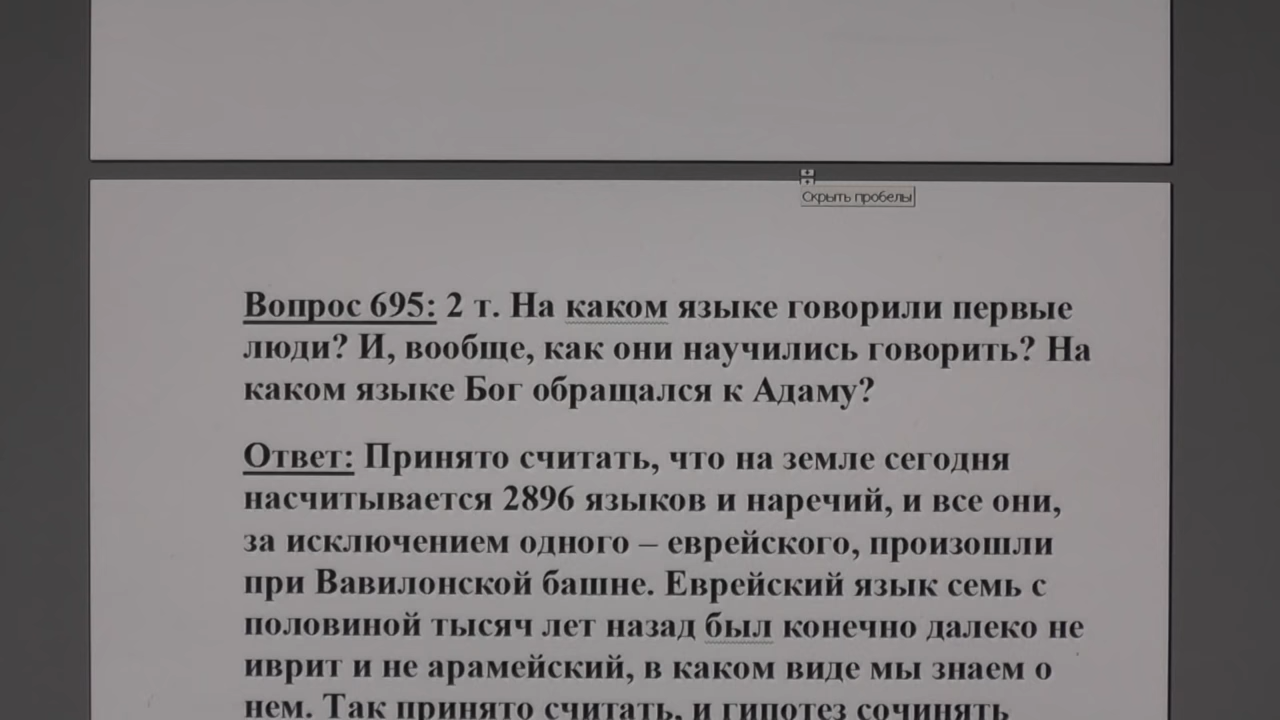 Скрыть пробелы
Вопрос 695: 2 т. На каком языке говорили первые
люди? И, вообще, как они научились говорить? На
каком языке Бог обращался к Адаму?
Ответ: Принято считать, что на земле сегодня
насчитывается 2896 языков и наречий, и все они,
за исключением одного – еврейского, произошли
при Вавилонской башне. Еврейский язык семь с
половиной тысяч лет назад был конечно далеко не
иврит и не арамейский, в каком виде мы знаем о
нем. Так принято считать, и гипотез сочинять